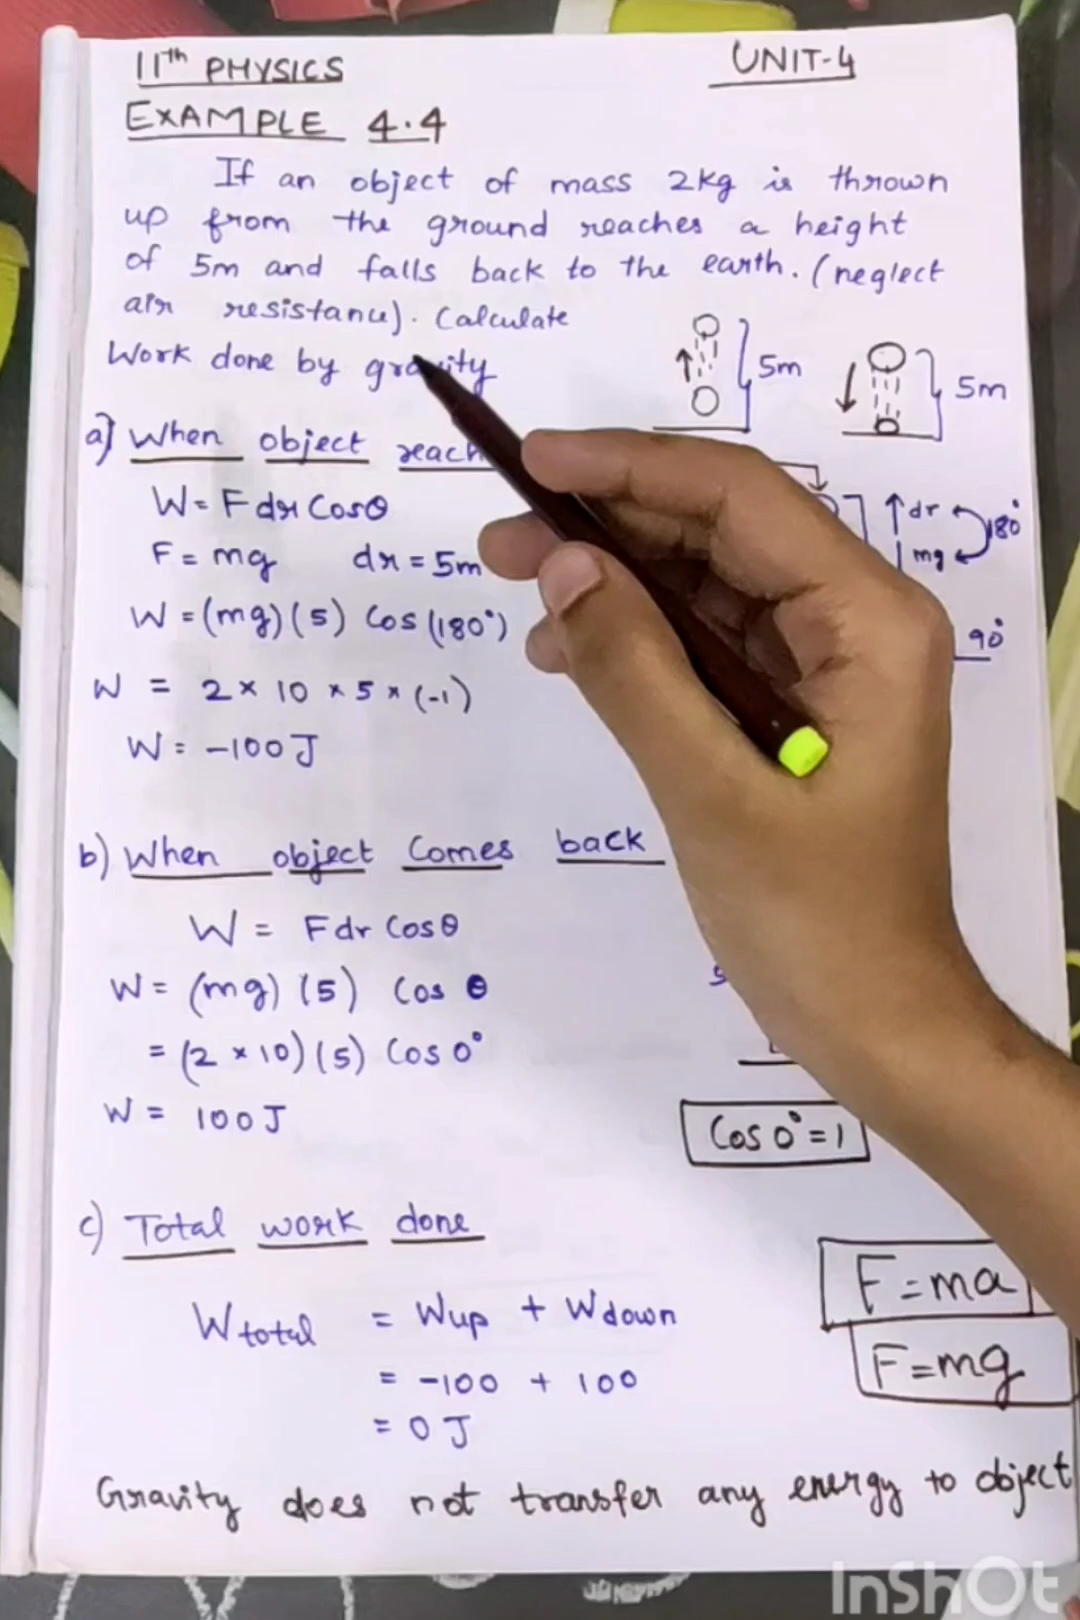 11th PHYSICS
UNIT-4
EXAMPLE 4.4
If an object of mass 2kg is thrown
up from the ground reaches a height
of 5m and falls back to the earth. (neglect
air resistance). Calculate
Work done by gravity
5m
5m
a) When object reach
W = F dr Cosθ
F = mg dr = 5m
dr
mg
180°
W = (mg) (5) Cos (180°)
90°
W = 2 × 10 × 5 × (-1)
W = -100 J
b) When object Comes back
W = F dr Cos θ
W = (mg) (5) Cos θ
= (2 × 10) (5) Cos 0°
W = 100 J
Cos 0° = 1
c) Total work done
W total = Wup + Wdown
= -100 + 100
= 0 J
F = ma
F = mg
Gravity does not transfer any energy to object
InShOt